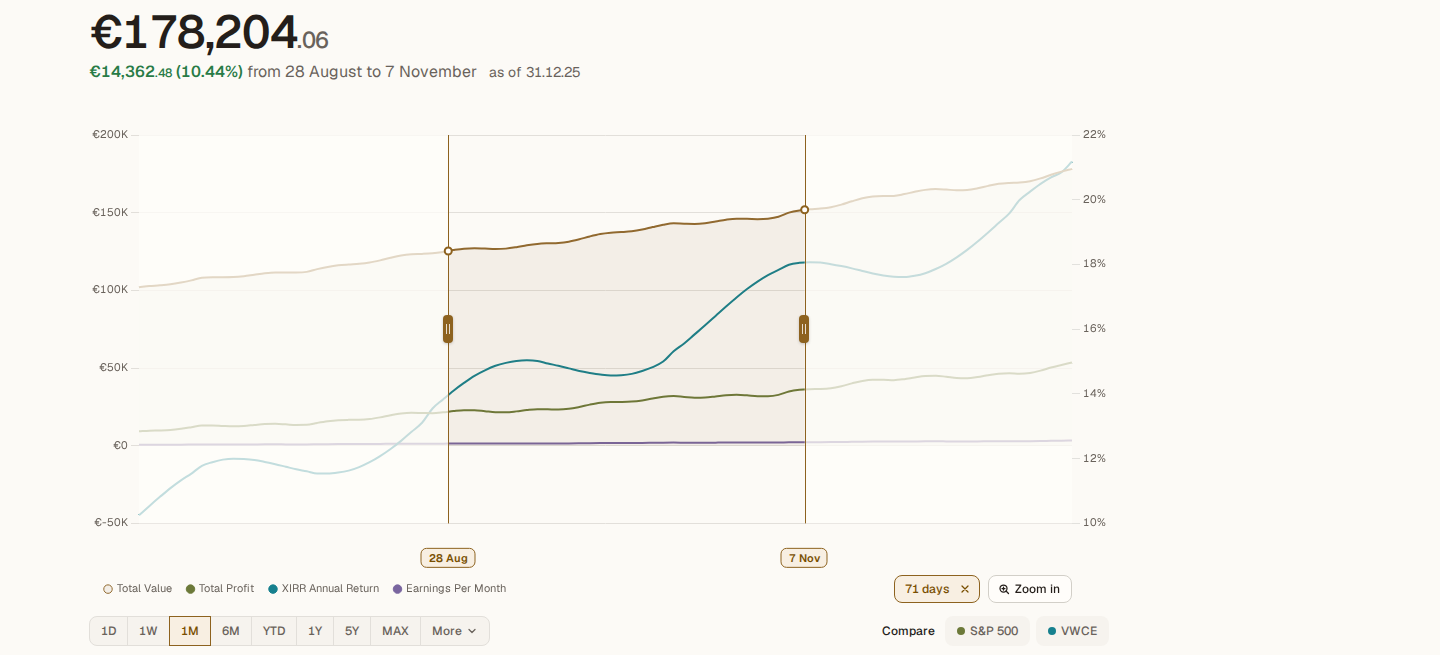 €178,204.06
€14,362.48 (10.44%) from 28 August to 7 November as of 31.12.25
€200K 22%
€150K 20%
€100K 18%
€50K 16%
€0 14%
€-50K 12%
10%
28 Aug 7 Nov
Total Value Total Profit XIRR Annual Return Earnings Per Month 71 days × Zoom in
1D 1W 1M 6M YTD 1Y 5Y MAX More Compare S&P 500 VWCE